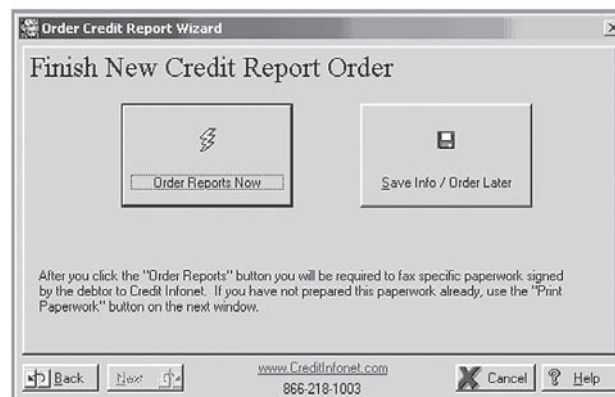 Order Credit Report Wizard
Finish New Credit Report Order
Order Reports Now
Save Info / Order Later
After you click the "Order Reports" button you will be required to fax specific paperwork signed
by the debtor to Credit Infonet. If you have not prepared this paperwork already, use the "Print
Paperwork" button on the next window.
Back
Next
www.CreditInfonet.com
866-218-1003
Cancel
Help